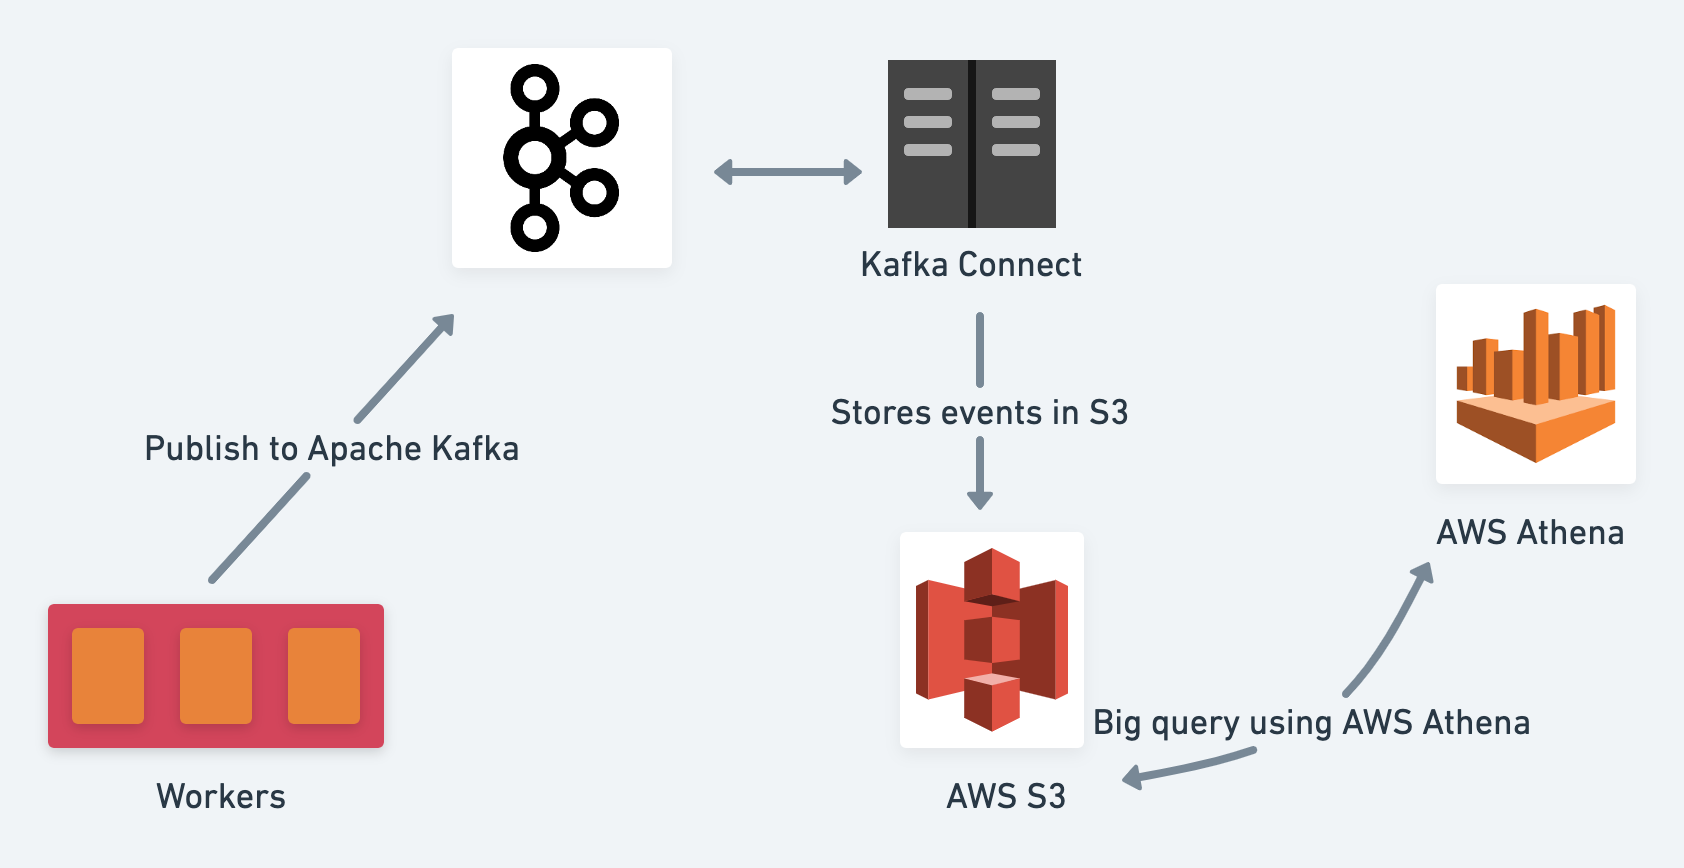 Kafka Connect
Stores events in S3
Publish to Apache Kafka
AWS Athena
Big query using AWS Athena
Workers
AWS S3